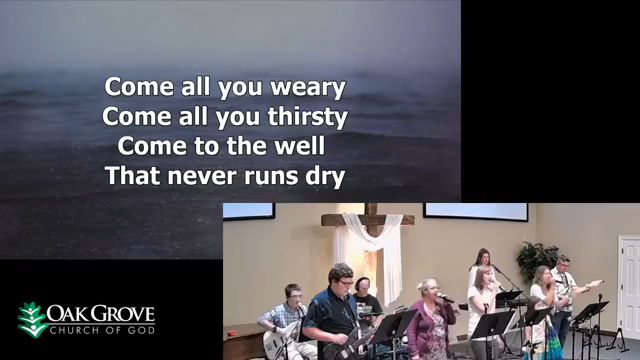 Come all you weary
Come all you thirsty
Come to the well
That never runs dry
OAK GROVE
CHURCH OF GOD